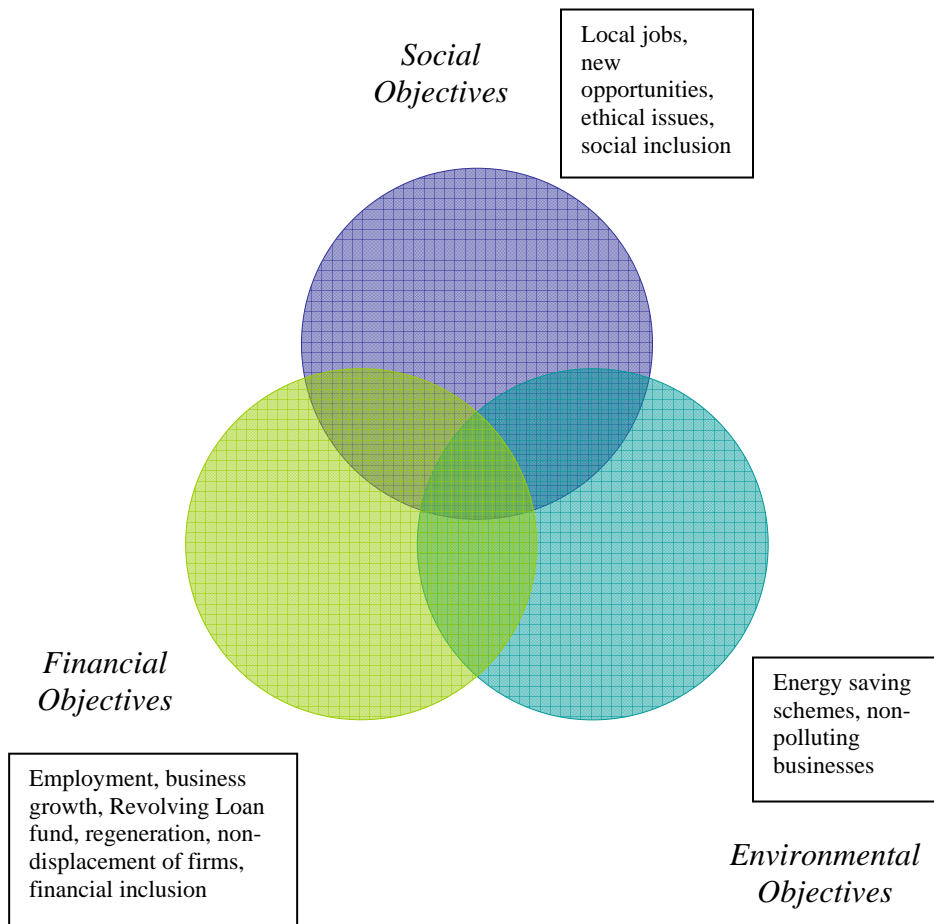 Social
Objectives
Local jobs,
new
opportunities,
ethical issues,
social inclusion
Financial
Objectives
Employment, business
growth, Revolving Loan
fund, regeneration, non-
displacement of firms,
financial inclusion
Energy saving
schemes, non-
polluting
businesses
Environmental
Objectives